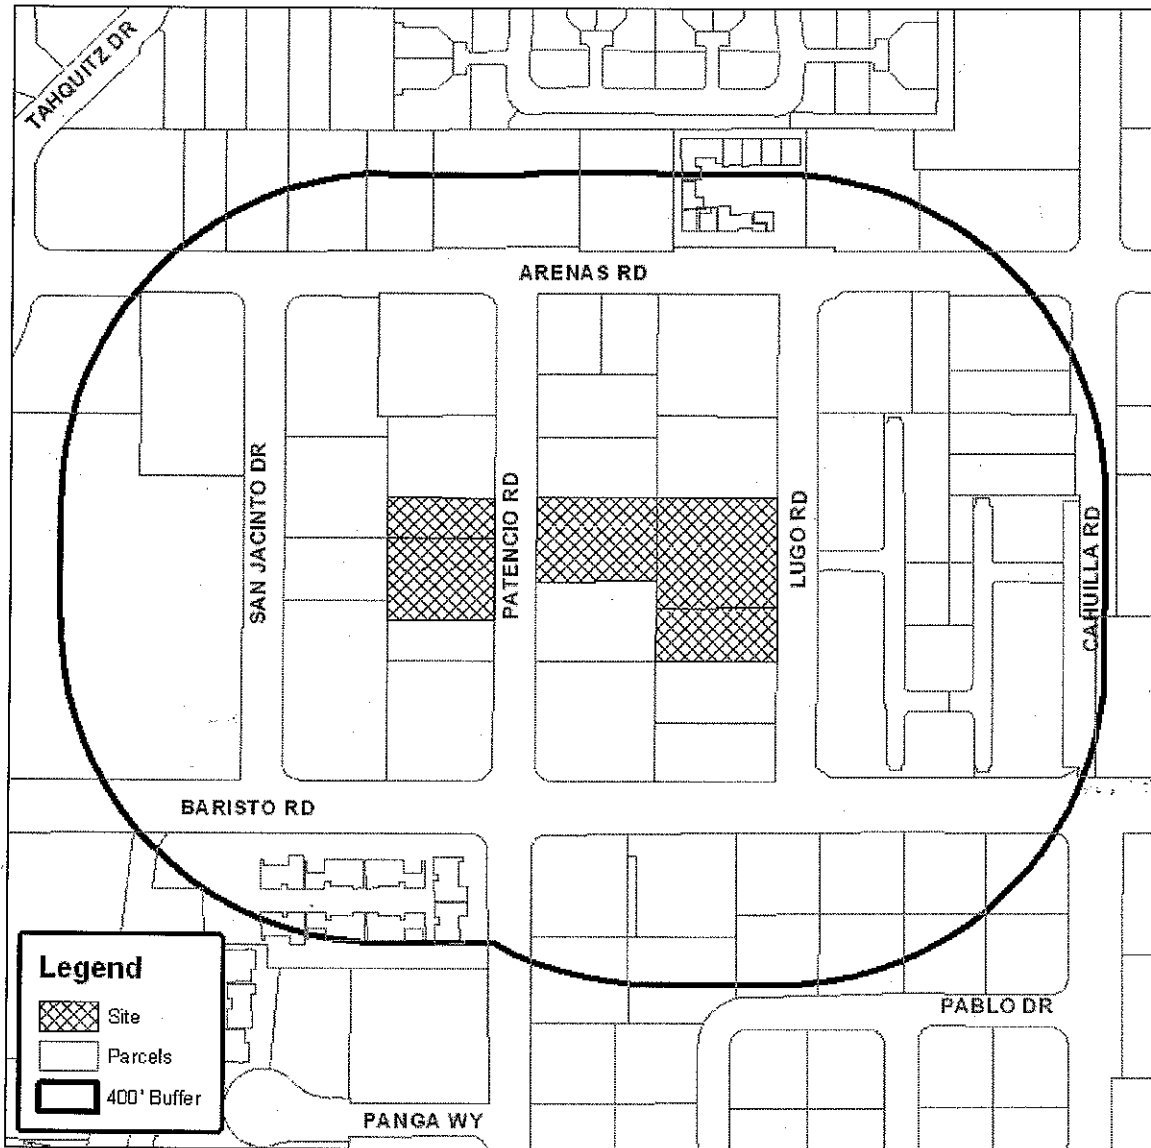 TAHQUITZ DR
ARENAS RD
SAN JACINTO DR
PATENCIO RD
LUGO RD
CAHUILLA RD
BARISTO RD
PABLO DR
PANGA WY
Legend
Site
Parcels
400' Buffer